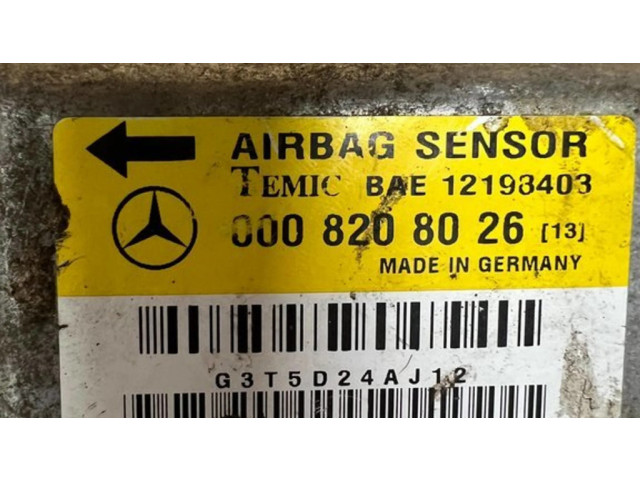 AIRBAG SENSOR
TEMIC BAE 12193403
000 820 80 26 [13]
MADE IN GERMANY
G3T5D24AJ12